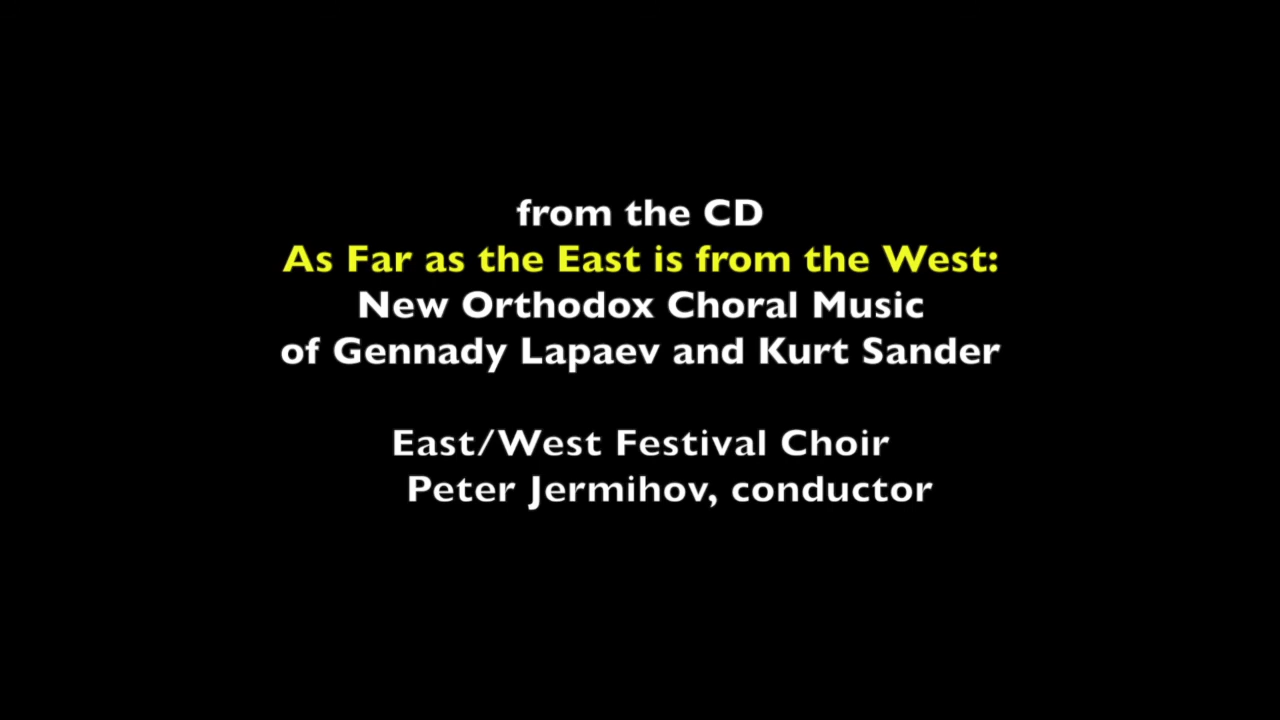 from the CD
As Far as the East is from the West:
New Orthodox Choral Music
of Gennady Lapaev and Kurt Sander
East/West Festival Choir
Peter Jermihov, conductor